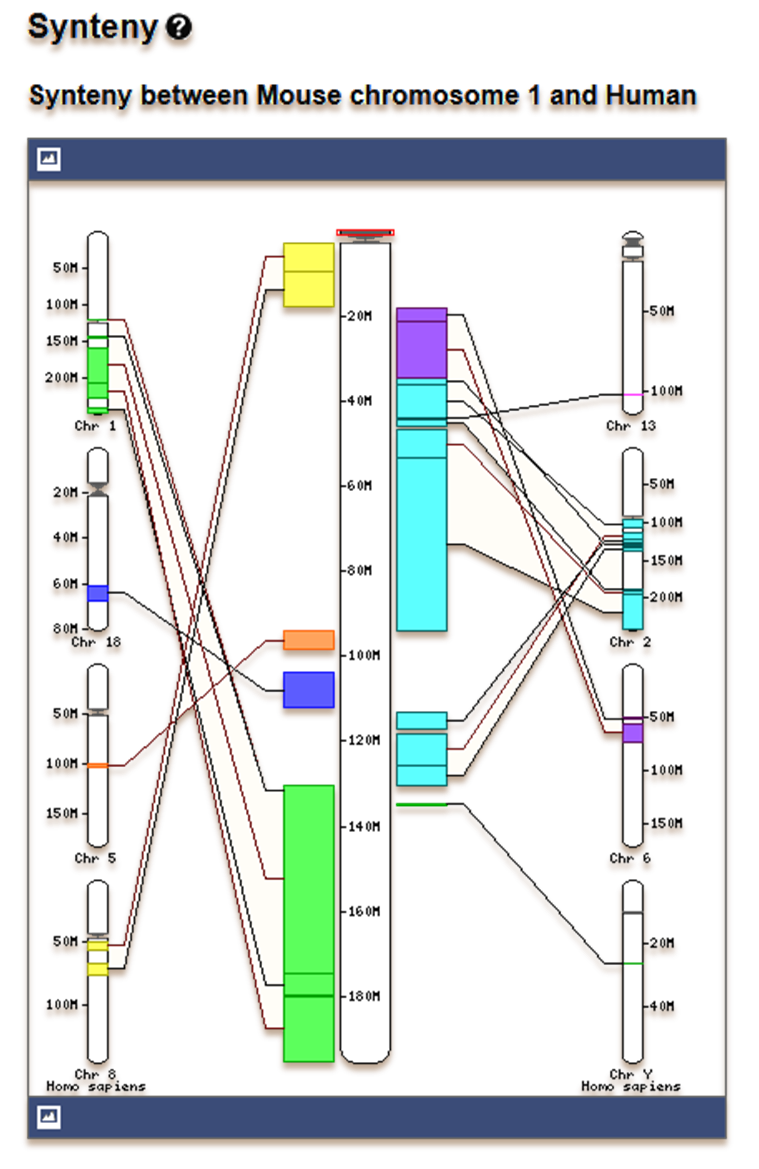 Synteny ?
Synteny between Mouse chromosome 1 and Human
50M
100M
150M
200M
Chr 1
20M
40M
60M
80M
Chr 18
50M
100M
150M
Chr 5
50M
100M
Chr 8
Homo sapiens
20M
40M
60M
80M
100M
120M
140M
160M
180M
50M
100M
Chr 13
50M
100M
150M
200M
Chr 2
50M
100M
150M
Chr 6
20M
40M
Chr Y
Homo sapiens